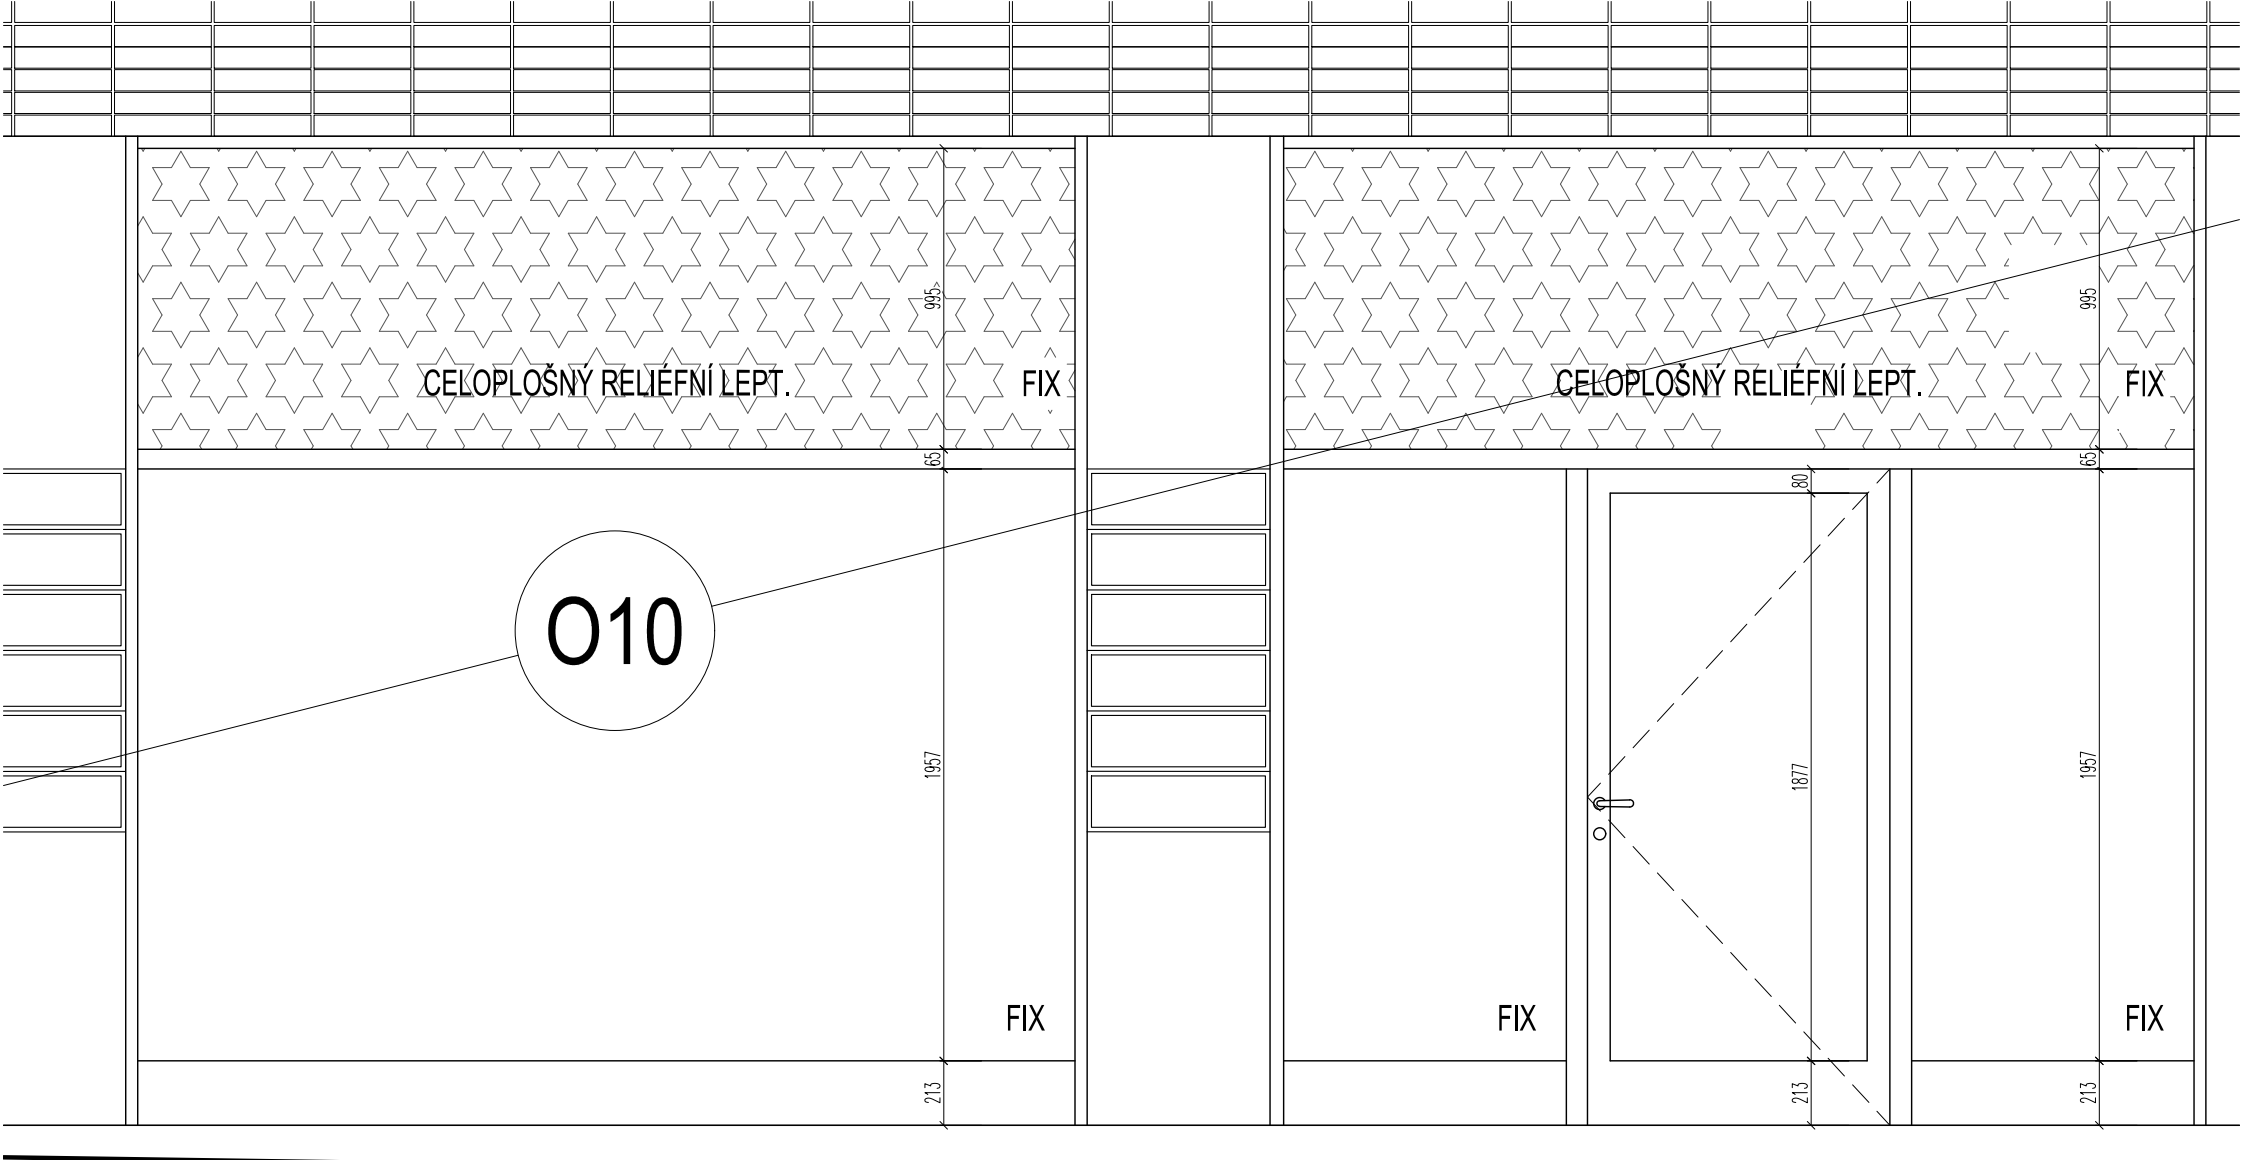 995
995
CELOPLOŠNÝ RELIÉFNÍ LEPT.
FIX
CELOPLOŠNÝ RELIÉFNÍ LEPT.
FIX
65
65
80
O10
1957
1877
1957
FIX
FIX
FIX
213
213
213